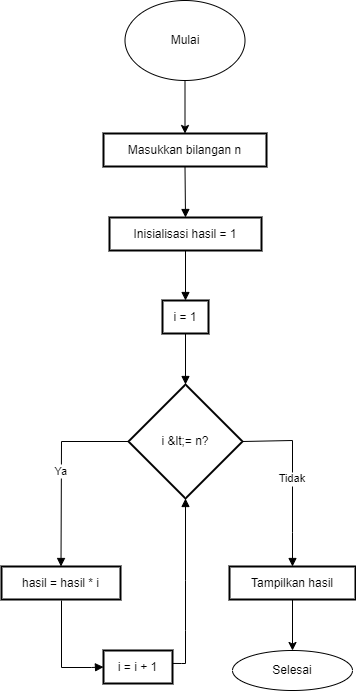 Mulai
Masukkan bilangan n
Inisialisasi hasil = 1
i = 1
i &lt;= n?
Ya
Tidak
hasil = hasil * i
Tampilkan hasil
i = i + 1
Selesai